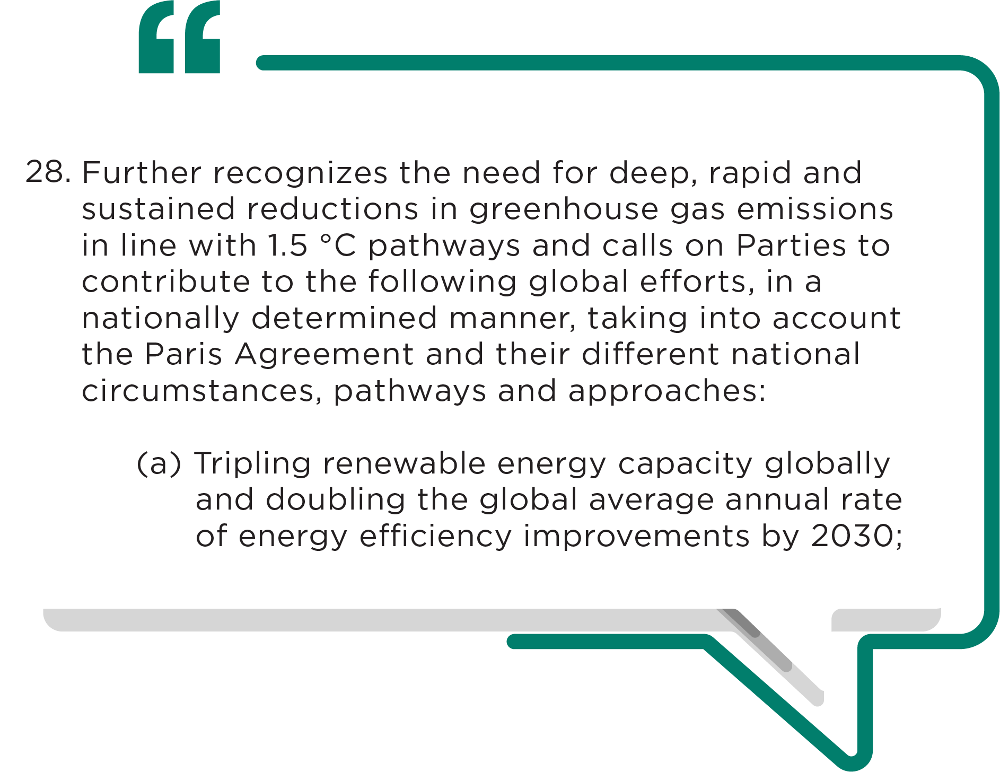 “
28. Further recognizes the need for deep, rapid and
sustained reductions in greenhouse gas emissions
in line with 1.5 °C pathways and calls on Parties to
contribute to the following global efforts, in a
nationally determined manner, taking into account
the Paris Agreement and their different national
circumstances, pathways and approaches:
(a) Tripling renewable energy capacity globally
and doubling the global average annual rate
of energy efficiency improvements by 2030;